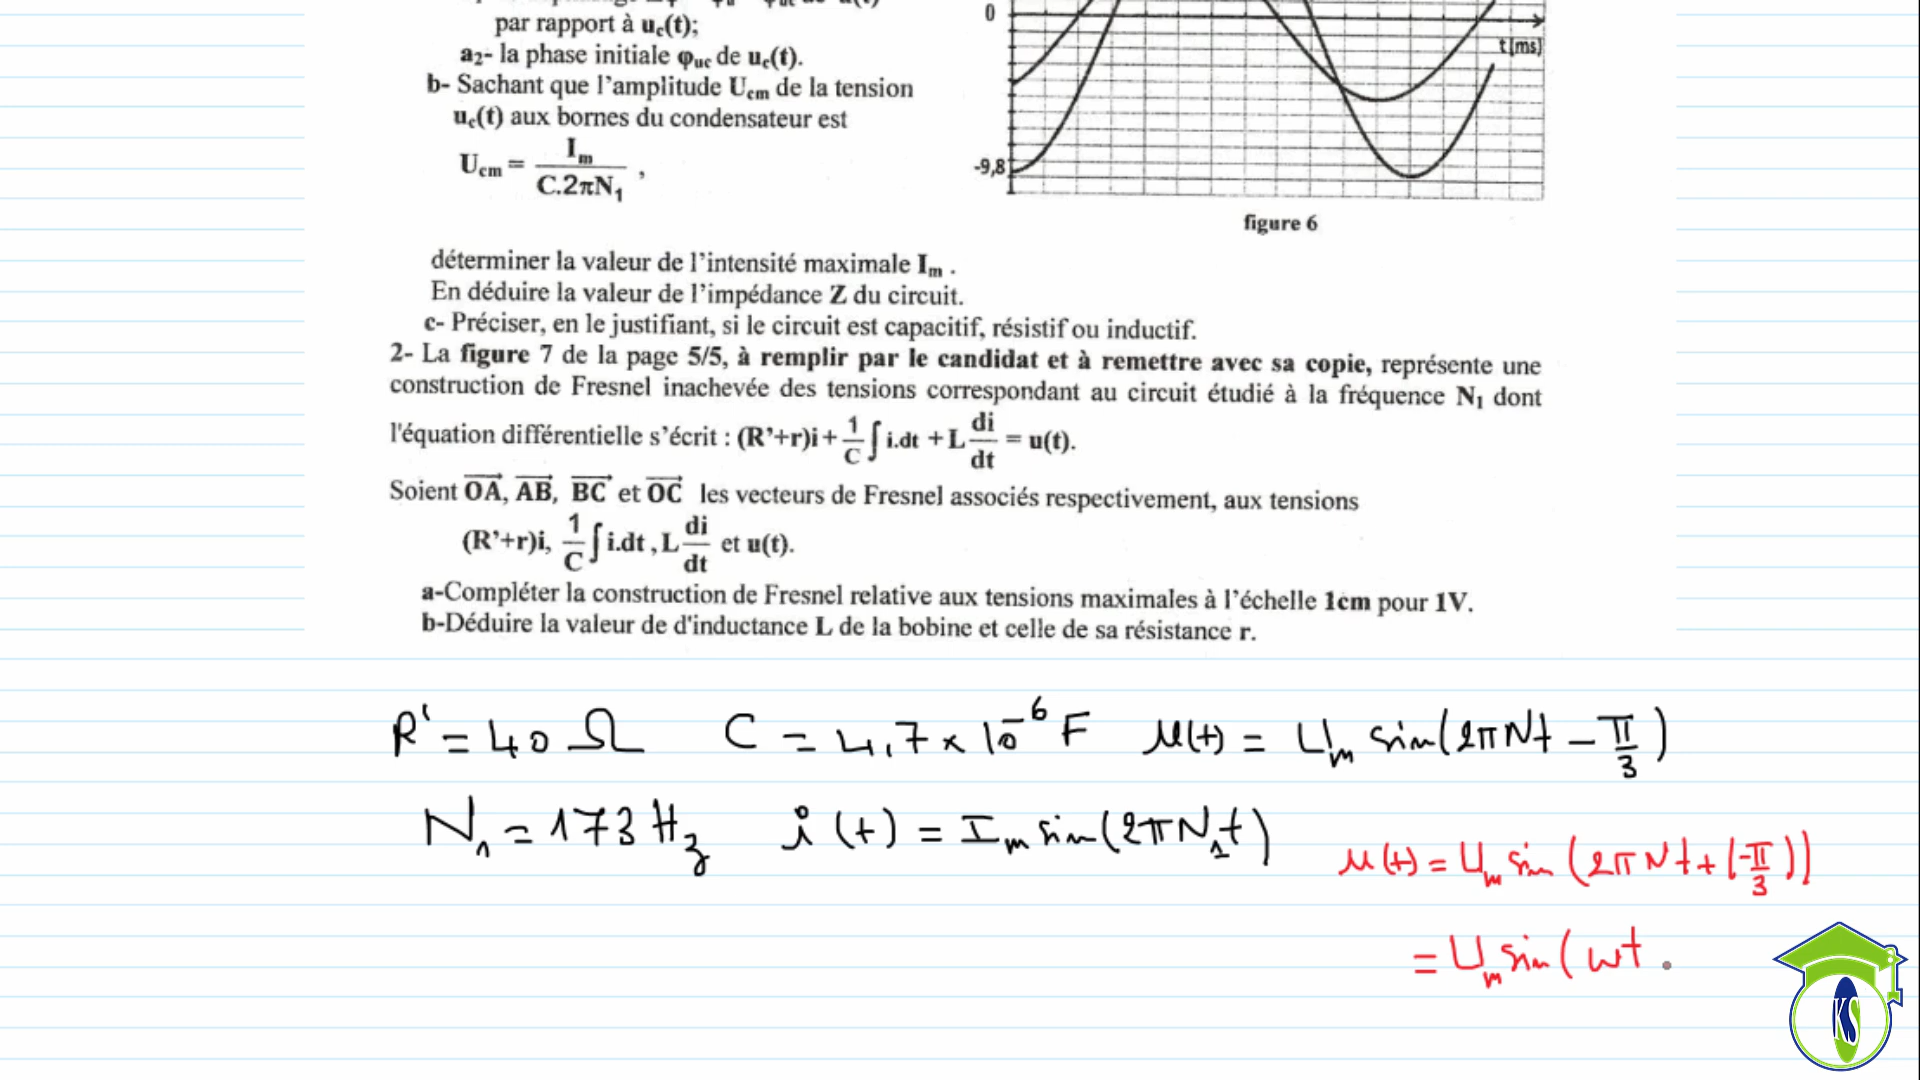 par rapport à uc(t);
a2- la phase initiale φuc de uc(t).
b- Sachant que l'amplitude Ucm de la tension
uc(t) aux bornes du condensateur est
Ucm = Im / C.2πN1 ,
0
t[ms]
-9,8
figure 6
déterminer la valeur de l'intensité maximale Im .
En déduire la valeur de l'impédance Z du circuit.
c- Préciser, en le justifiant, si le circuit est capacitif, résistif ou inductif.
2- La figure 7 de la page 5/5, à remplir par le candidat et à remettre avec sa copie, représente une
construction de Fresnel inachevée des tensions correspondant au circuit étudié à la fréquence N1 dont
l'équation différentielle s'écrit : (R'+r)i + 1/C ∫ i.dt + L di/dt = u(t).
Soient OA, AB, BC et OC les vecteurs de Fresnel associés respectivement, aux tensions
(R'+r)i, 1/C ∫ i.dt , L di/dt et u(t).
a-Compléter la construction de Fresnel relative aux tensions maximales à l'échelle 1cm pour 1V.
b-Déduire la valeur de d'inductance L de la bobine et celle de sa résistance r.
R' = 40 Ω C = 4,7 × 10^-6 F u(t) = Um sin(2πNt - π/3)
N1 = 173 Hz i(t) = Im sin(2πN1t)
u(t) = Um sin(2πNt + (-π/3))
= Um sin(wt
KS